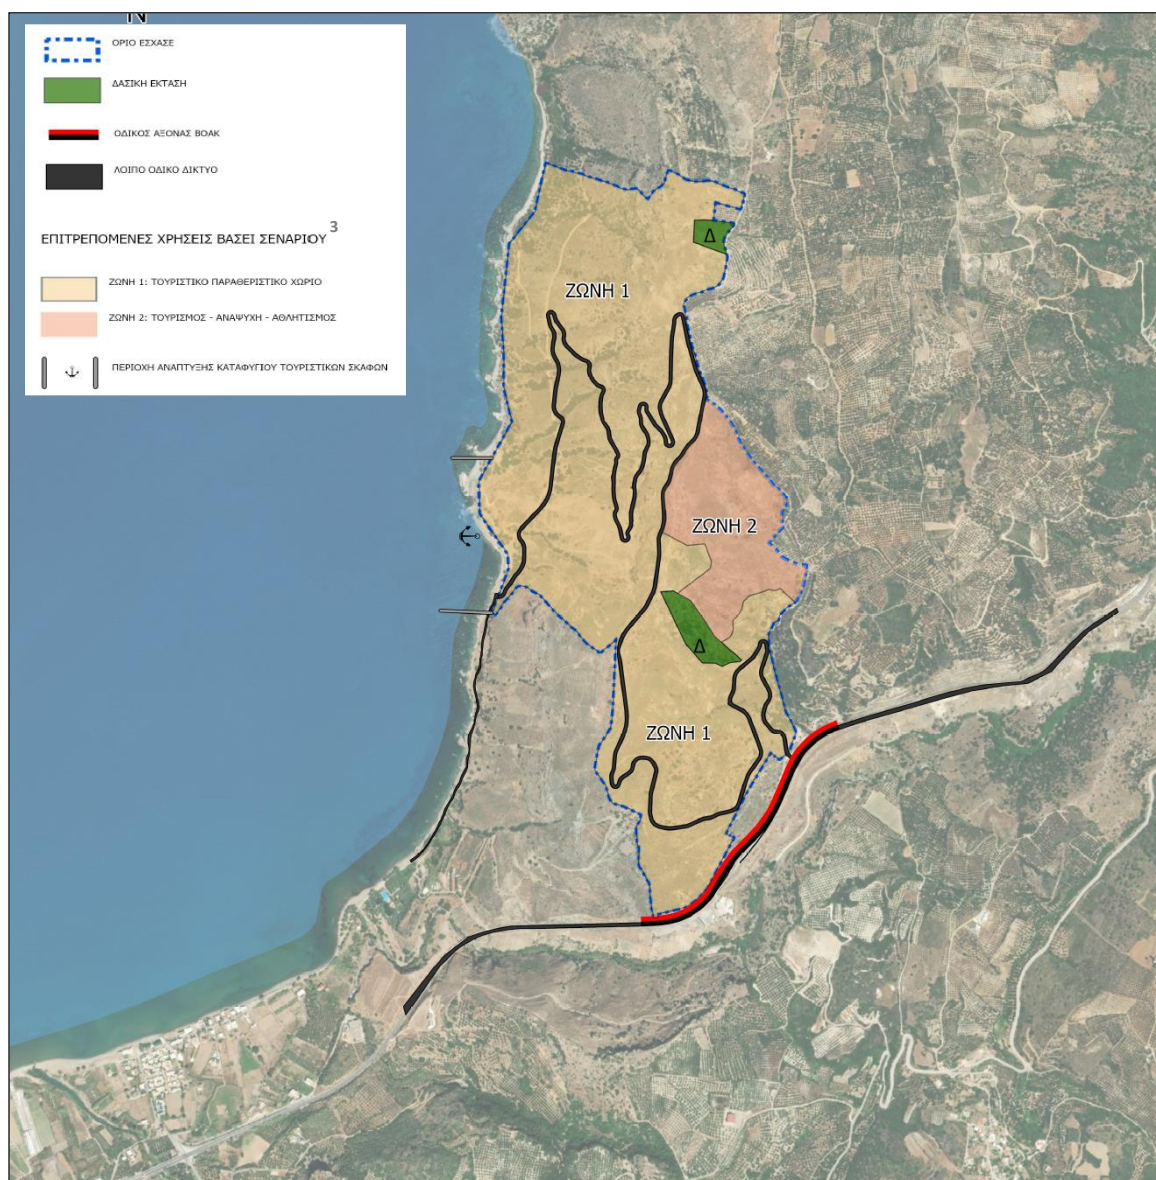 N
ΟΡΙΟ ΕΣΧΑΣΕ
ΔΑΣΙΚΗ ΕΚΤΑΣΗ
ΟΔΙΚΟΣ ΑΞΟΝΑΣ ΒΟΑΚ
ΛΟΙΠΟ ΟΔΙΚΟ ΔΙΚΤΥΟ
ΕΠΙΤΡΕΠΟΜΕΝΕΣ ΧΡΗΣΕΙΣ ΒΑΣΕΙ ΣΕΝΑΡΙΟΥ 3
ΖΩΝΗ 1: ΤΟΥΡΙΣΤΙΚΟ ΠΑΡΑΘΕΡΙΣΤΙΚΟ ΧΩΡΙΟ
ΖΩΝΗ 2: ΤΟΥΡΙΣΜΟΣ - ΑΝΑΨΥΧΗ - ΑΘΛΗΤΙΣΜΟΣ
ΠΕΡΙΟΧΗ ΑΝΑΠΤΥΞΗΣ ΚΑΤΑΦΥΓΙΟΥ ΤΟΥΡΙΣΤΙΚΩΝ ΣΚΑΦΩΝ
Δ
ΖΩΝΗ 1
ΖΩΝΗ 2
Δ
ΖΩΝΗ 1